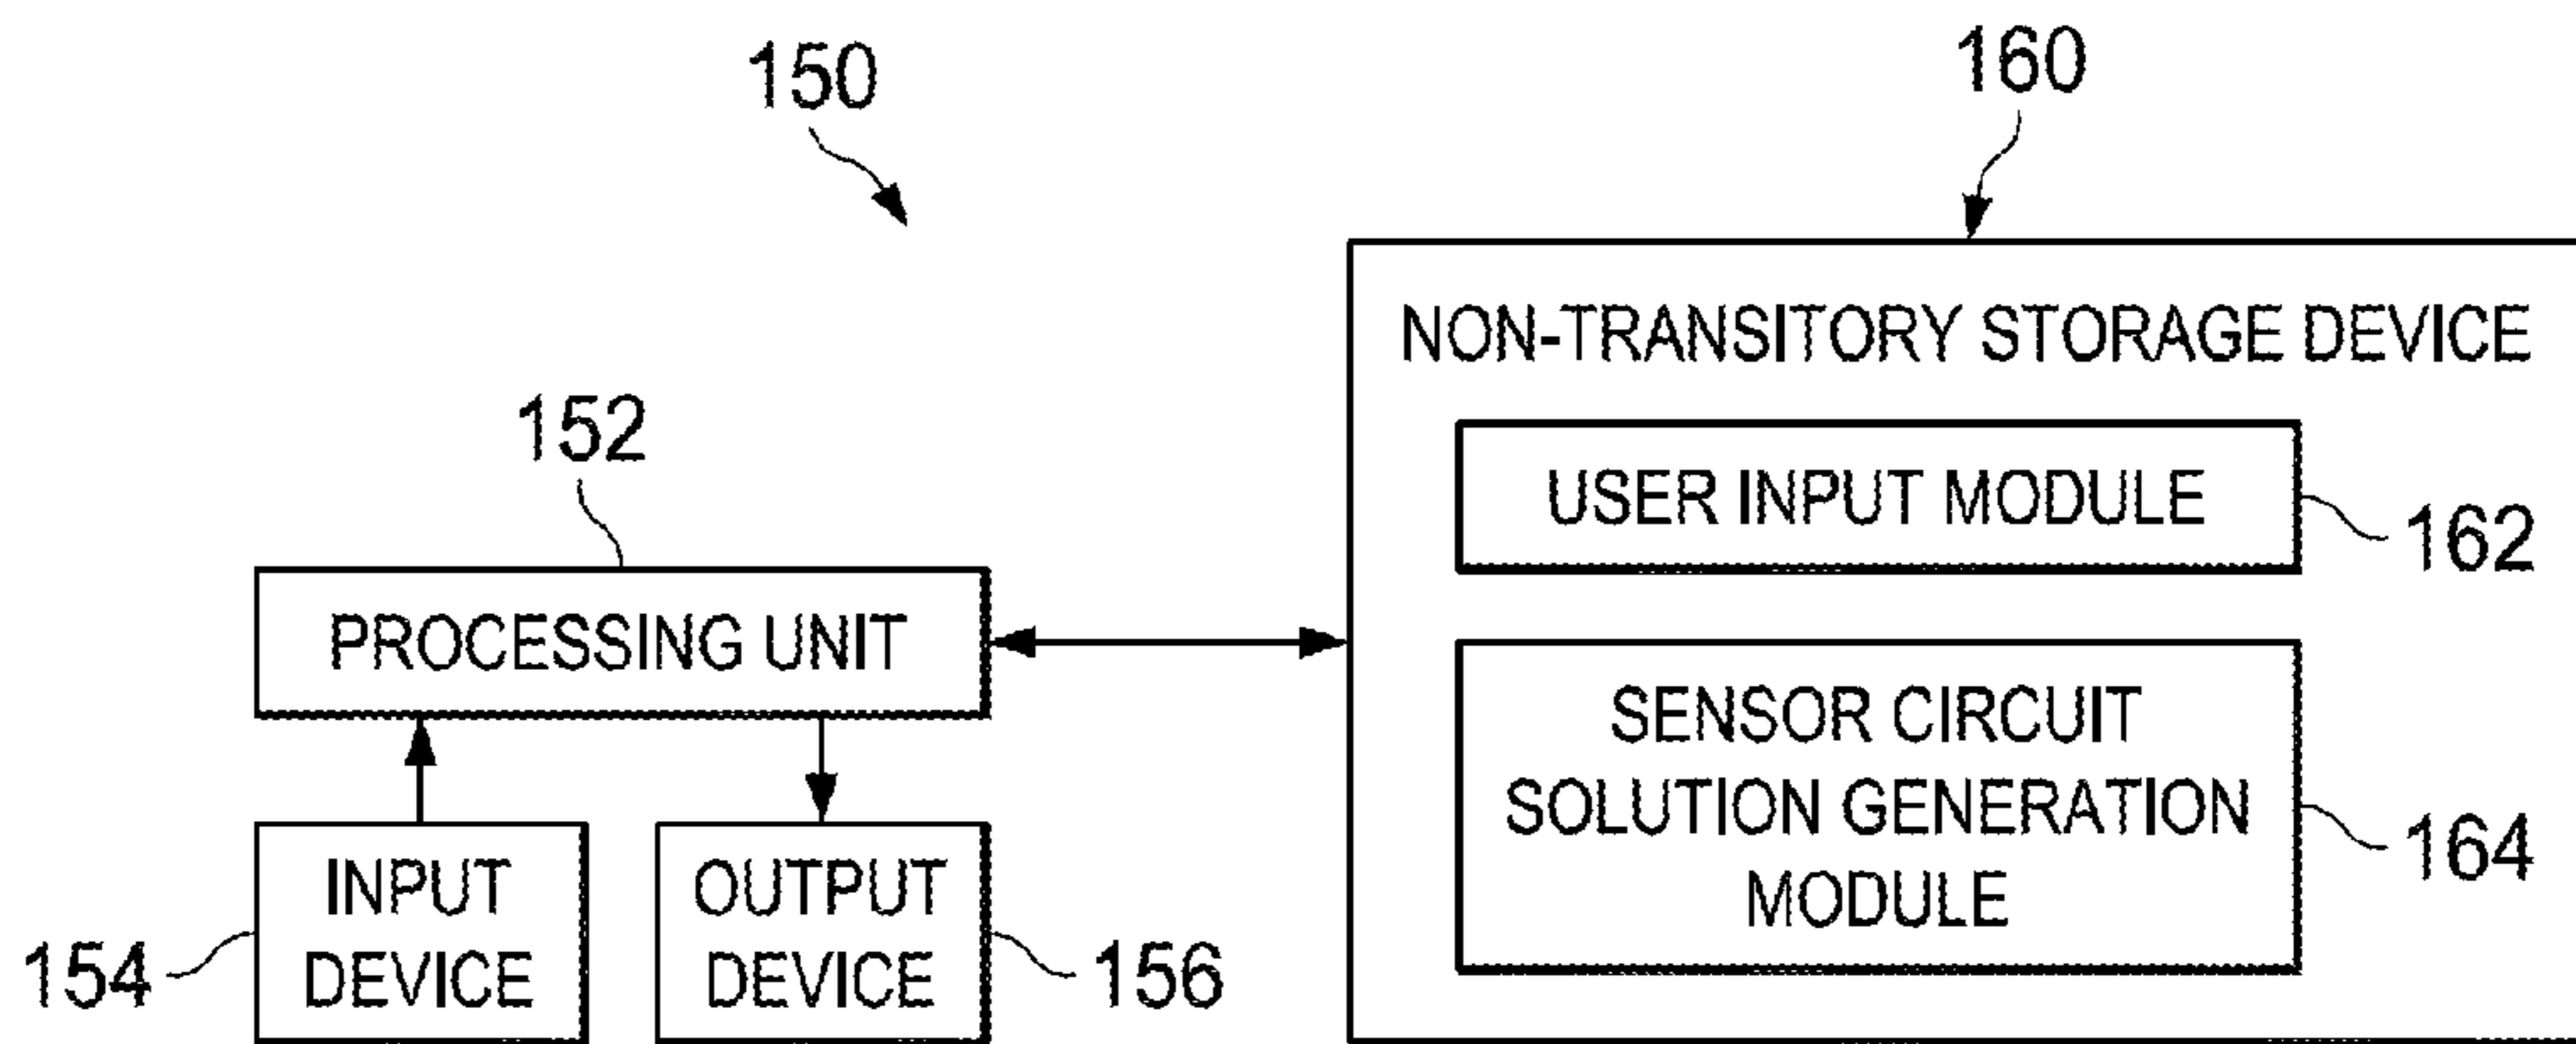 150
160
NON-TRANSITORY STORAGE DEVICE
152
USER INPUT MODULE
162
PROCESSING UNIT
SENSOR CIRCUIT
SOLUTION GENERATION
MODULE
164
INPUT
DEVICE
154
OUTPUT
DEVICE
156